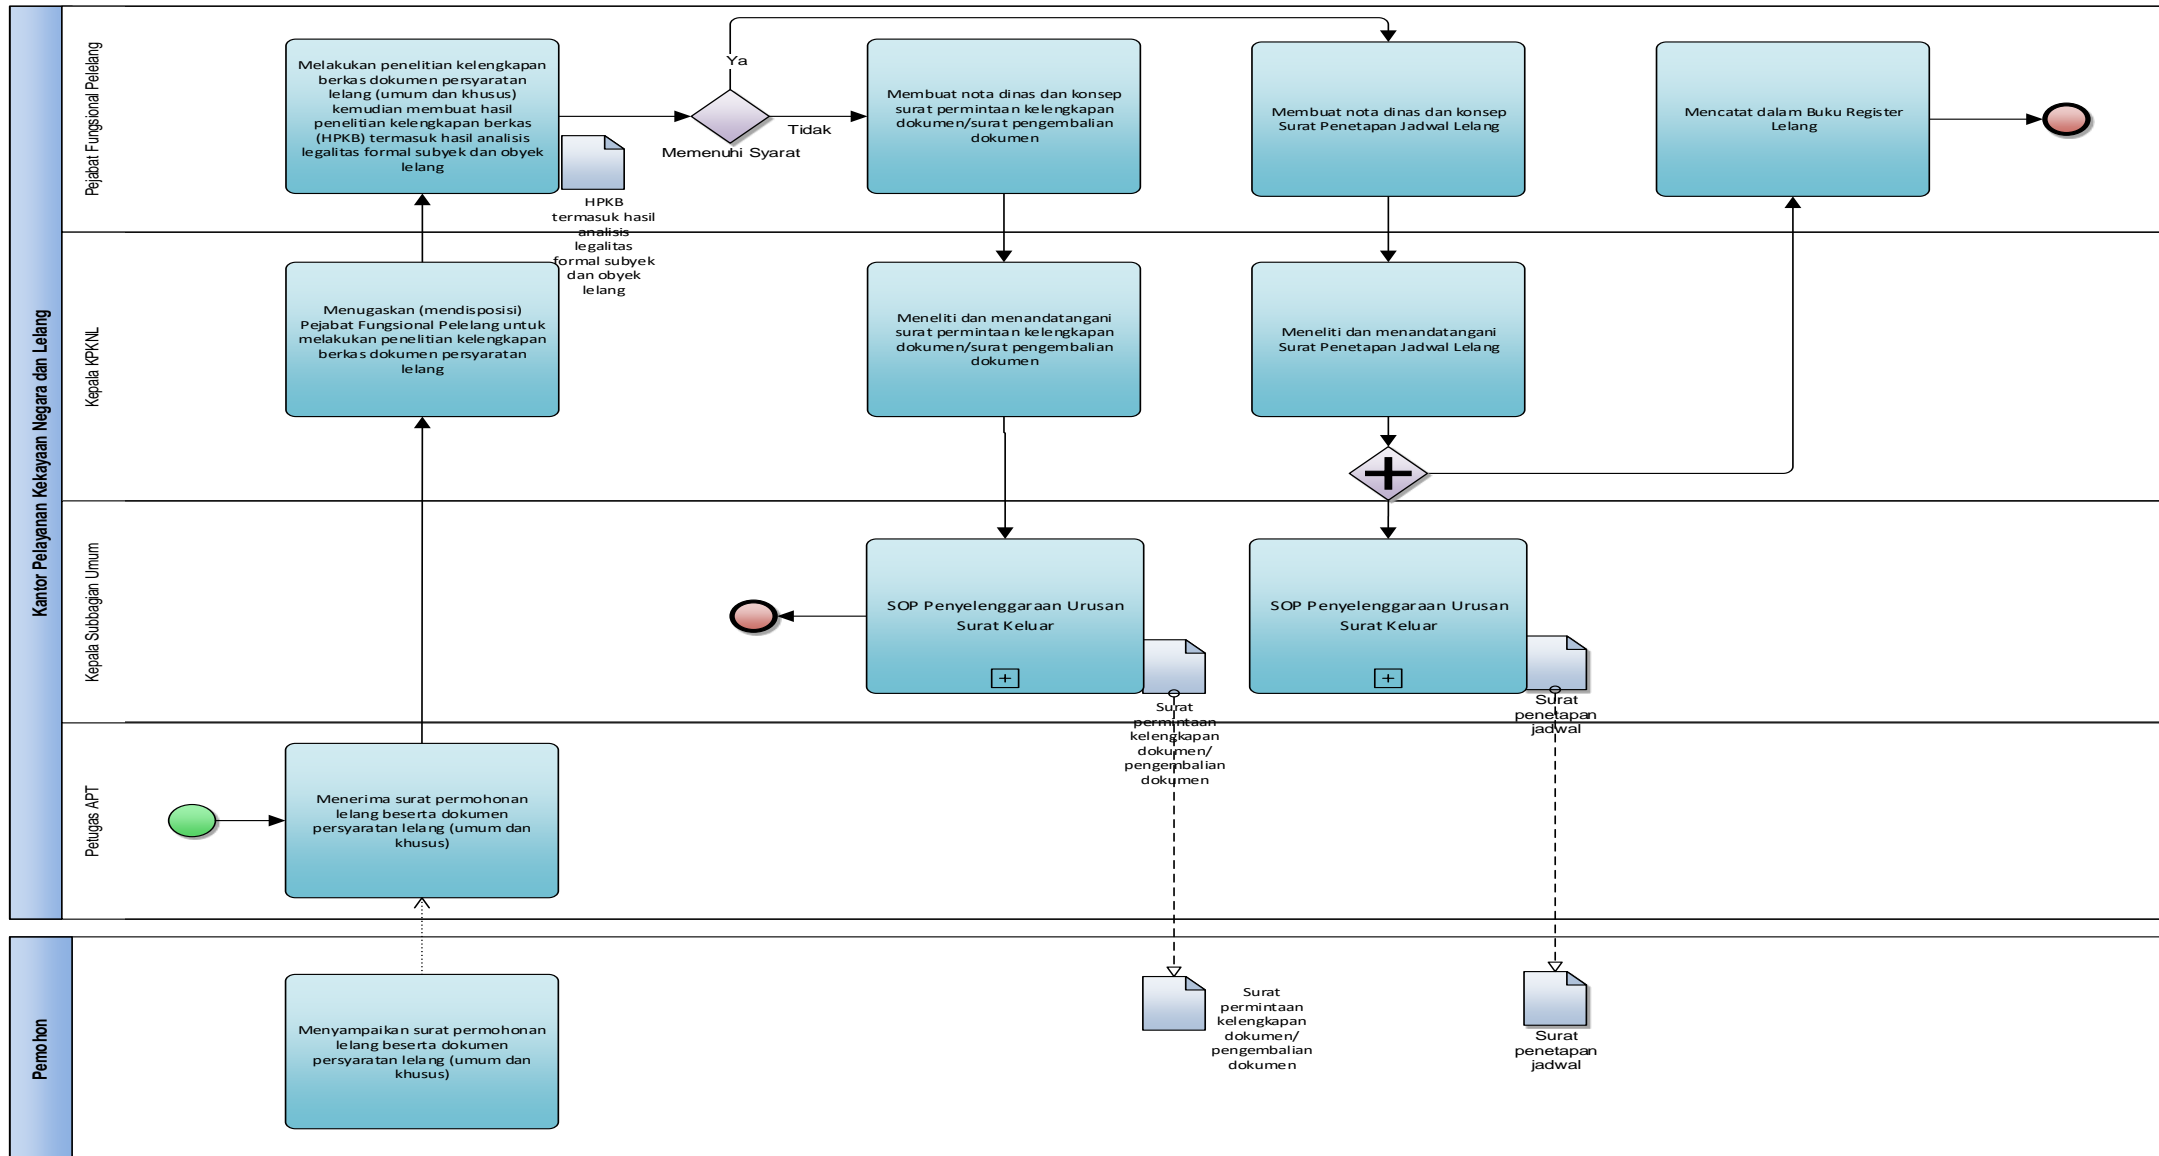 Kantor Pelayanan Kekayaan Negara dan Lelang
Pejabat Fungsional Pelelang
Melakukan penelitian kelengkapan
berkas dokumen persyaratan
lelang (umum dan khusus)
kemudian membuat hasil
penelitian kelengkapan berkas
(HPKB) termasuk hasil analisis
legalitas formal subyek dan obyek
lelang
HPKB
termasuk hasil
analisis
legalitas
formal subyek
dan obyek
lelang
Ya
Memenuhi Syarat
Tidak
Membuat nota dinas dan konsep
surat permintaan kelengkapan
dokumen/surat pengembalian
dokumen
Membuat nota dinas dan konsep
Surat Penetapan Jadwal Lelang
Mencatat dalam Buku Register
Lelang
Kepala KPKNL
Menugaskan (mendisposisi)
Pejabat Fungsional Pelelang untuk
melakukan penelitian kelengkapan
berkas dokumen persyaratan
lelang
Meneliti dan menandatangani
surat permintaan kelengkapan
dokumen/surat pengembalian
dokumen
Meneliti dan menandatangani
Surat Penetapan Jadwal Lelang
Kepala Subbagian Umum
SOP Penyelenggaraan Urusan
Surat Keluar
Surat
permintaan
kelengkapan
dokumen/
pengembalian
dokumen
SOP Penyelenggaraan Urusan
Surat Keluar
Surat
penetapan
jadwal
Petugas APT
Menerima surat permohonan
lelang beserta dokumen
persyaratan lelang (umum dan
khusus)
Pemohon
Menyampaikan surat permohonan
lelang beserta dokumen
persyaratan lelang (umum dan
khusus)
Surat
permintaan
kelengkapan
dokumen/
pengembalian
dokumen
Surat
penetapan
jadwal